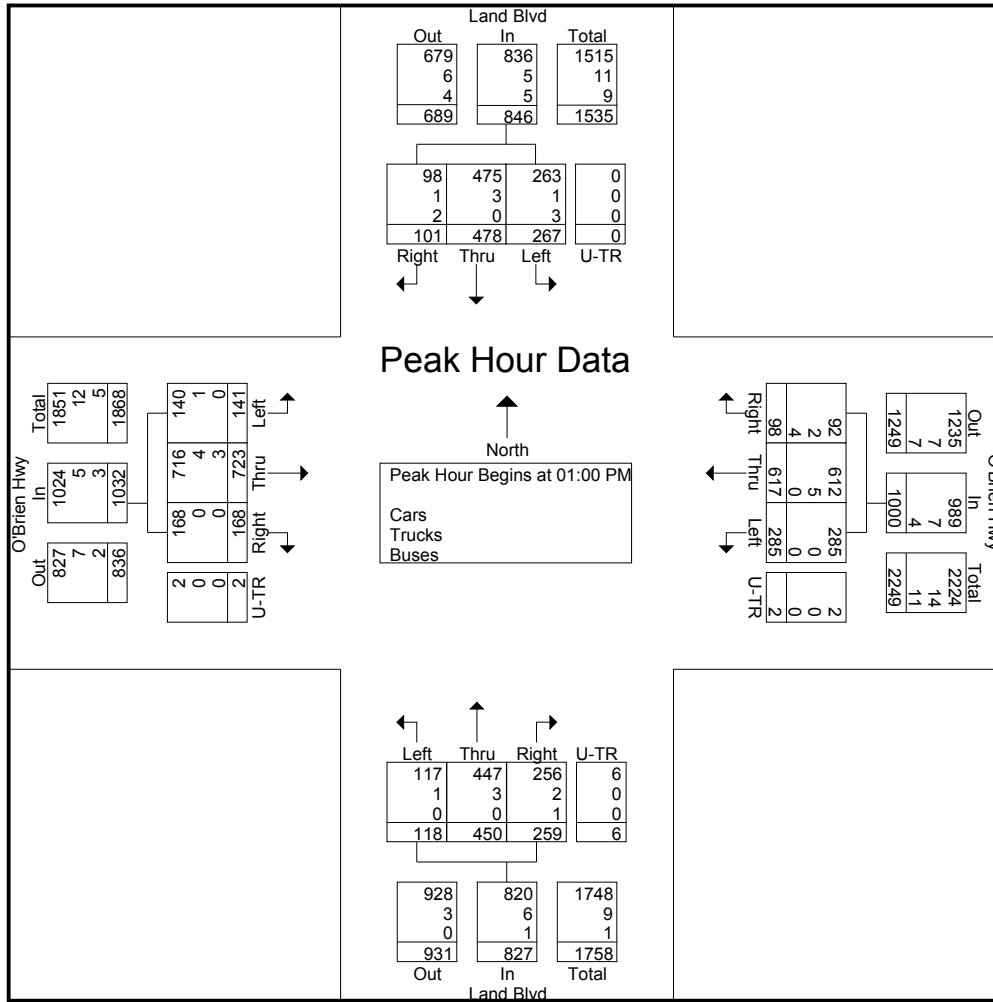 Land Blvd
Out In Total
679 836 1515
6 5 11
4 5 9
689 846 1535
98 475 263 0
1 3 1 0
2 0 3 0
101 478 267 0
Right Thru Left U-TR
Peak Hour Data
North
Peak Hour Begins at 01:00 PM
Cars
Trucks
Buses
O'Brien Hwy
Total In Out
1851 1024 827
12 5 7
5 3 2
1868 1032 836
140 716 168 2
1 4 0 0
0 3 0 0
141 723 168 2
Left Thru Right U-TR
O'Brien Hwy
Out In Total
1235 989 2224
7 7 14
7 4 11
1249 1000 2249
92 612 285 2
2 5 0 0
4 0 0 0
98 617 285 2
Right Thru Left U-TR
Left Thru Right U-TR
117 447 256 6
1 3 2 0
0 0 1 0
118 450 259 6
928 820 1748
3 6 9
0 1 1
931 827 1758
Out In Total
Land Blvd